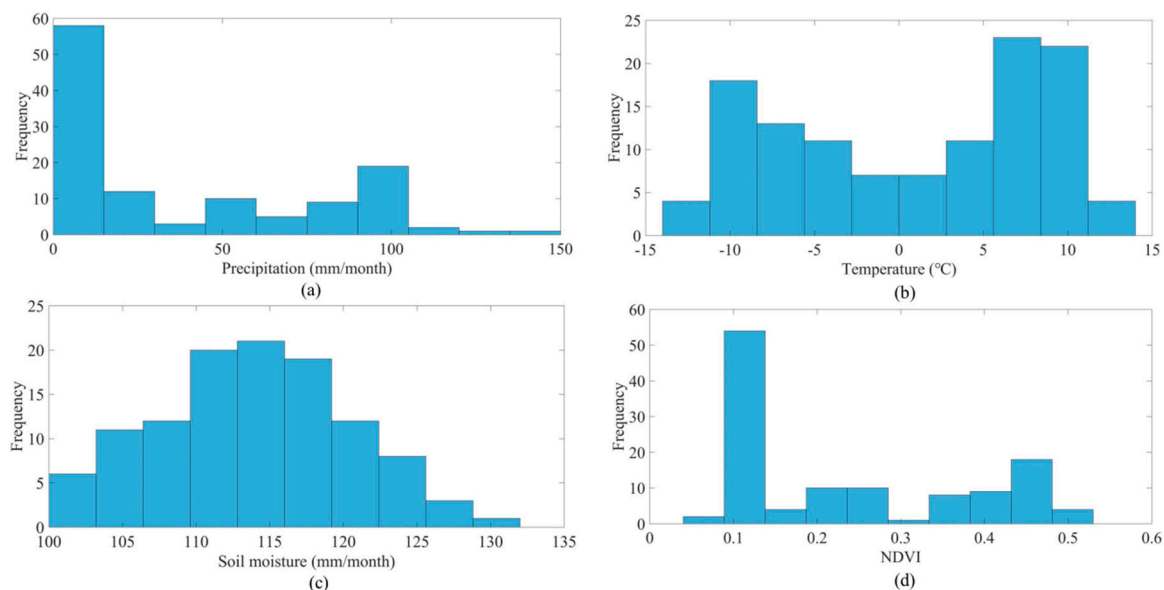 60
50
40
30
20
10
0
Frequency
0 50 100 150
Precipitation (mm/month)
(a)
25
20
15
10
5
0
Frequency
-15 -10 -5 0 5 10 15
Temperature (℃)
(b)
25
20
15
10
5
0
Frequency
100 105 110 115 120 125 130 135
Soil moisture (mm/month)
(c)
60
50
40
30
20
10
0
Frequency
0 0.1 0.2 0.3 0.4 0.5 0.6
NDVI
(d)